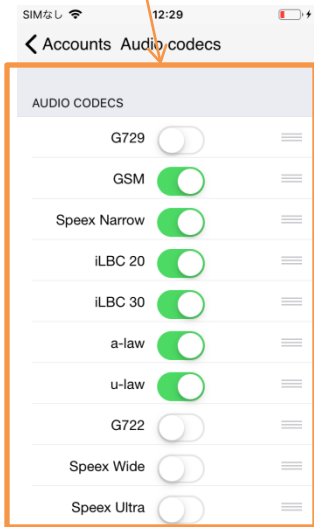 SIMなし 12:29
Accounts Audio codecs
AUDIO CODECS
G729
GSM
Speex Narrow
iLBC 20
iLBC 30
a-law
u-law
G722
Speex Wide
Speex Ultra